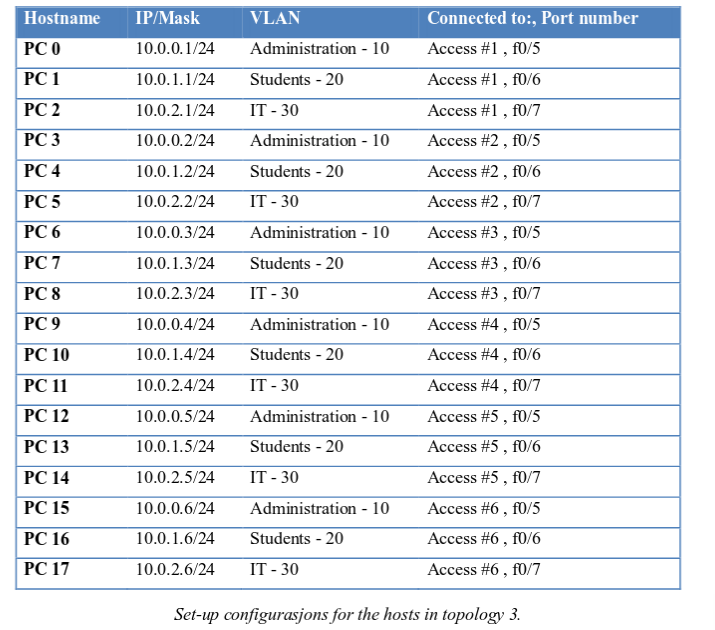 Hostname IP/Mask VLAN Connected to:, Port number
PC 0 10.0.0.1/24 Administration - 10 Access #1 , f0/5
PC 1 10.0.1.1/24 Students - 20 Access #1 , f0/6
PC 2 10.0.2.1/24 IT - 30 Access #1 , f0/7
PC 3 10.0.0.2/24 Administration - 10 Access #2 , f0/5
PC 4 10.0.1.2/24 Students - 20 Access #2 , f0/6
PC 5 10.0.2.2/24 IT - 30 Access #2 , f0/7
PC 6 10.0.0.3/24 Administration - 10 Access #3 , f0/5
PC 7 10.0.1.3/24 Students - 20 Access #3 , f0/6
PC 8 10.0.2.3/24 IT - 30 Access #3 , f0/7
PC 9 10.0.0.4/24 Administration - 10 Access #4 , f0/5
PC 10 10.0.1.4/24 Students - 20 Access #4 , f0/6
PC 11 10.0.2.4/24 IT - 30 Access #4 , f0/7
PC 12 10.0.0.5/24 Administration - 10 Access #5 , f0/5
PC 13 10.0.1.5/24 Students - 20 Access #5 , f0/6
PC 14 10.0.2.5/24 IT - 30 Access #5 , f0/7
PC 15 10.0.0.6/24 Administration - 10 Access #6 , f0/5
PC 16 10.0.1.6/24 Students - 20 Access #6 , f0/6
PC 17 10.0.2.6/24 IT - 30 Access #6 , f0/7
Set-up configurasjons for the hosts in topology 3.